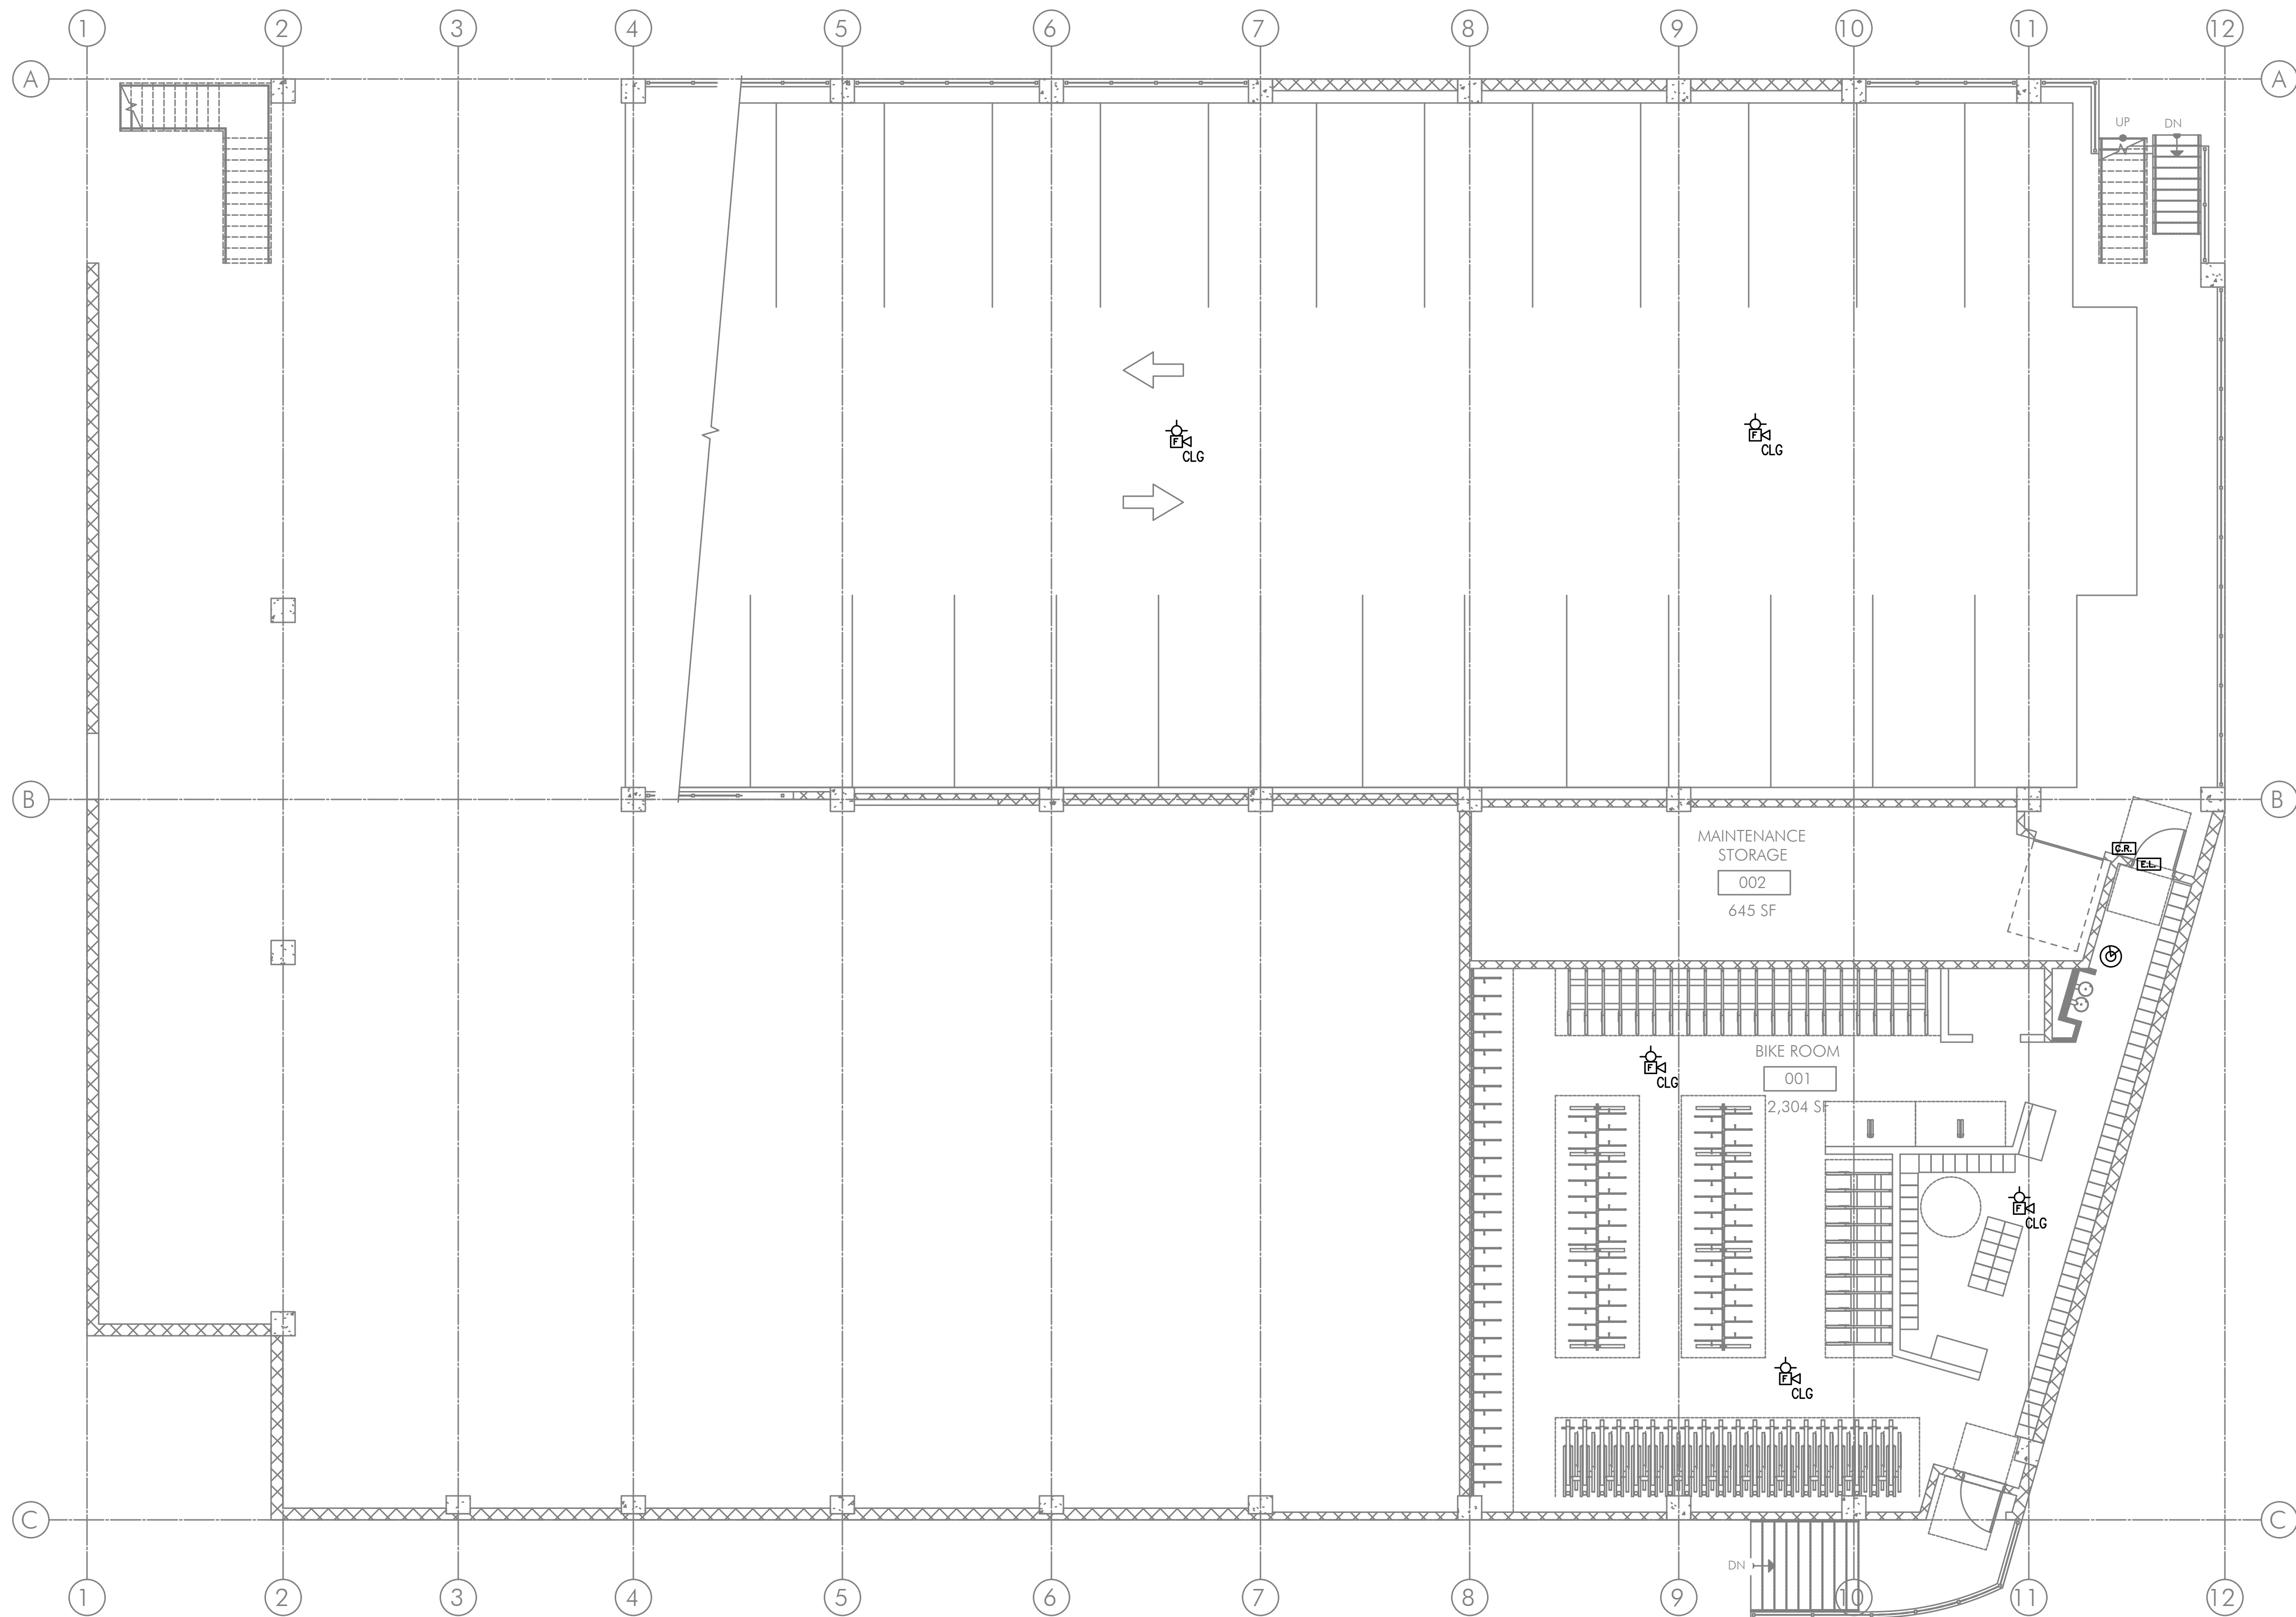 1 2 3 4 5 6 7 8 9 10 11 12
A A
UP DN
F
CLG
F
CLG
B B
MAINTENANCE
STORAGE
002
645 SF
C.R.
E.L.
F
CLG
BIKE ROOM
001
2,304 SF
F
CLG
F
CLG
C C
DN
1 2 3 4 5 6 7 8 9 10 11 12